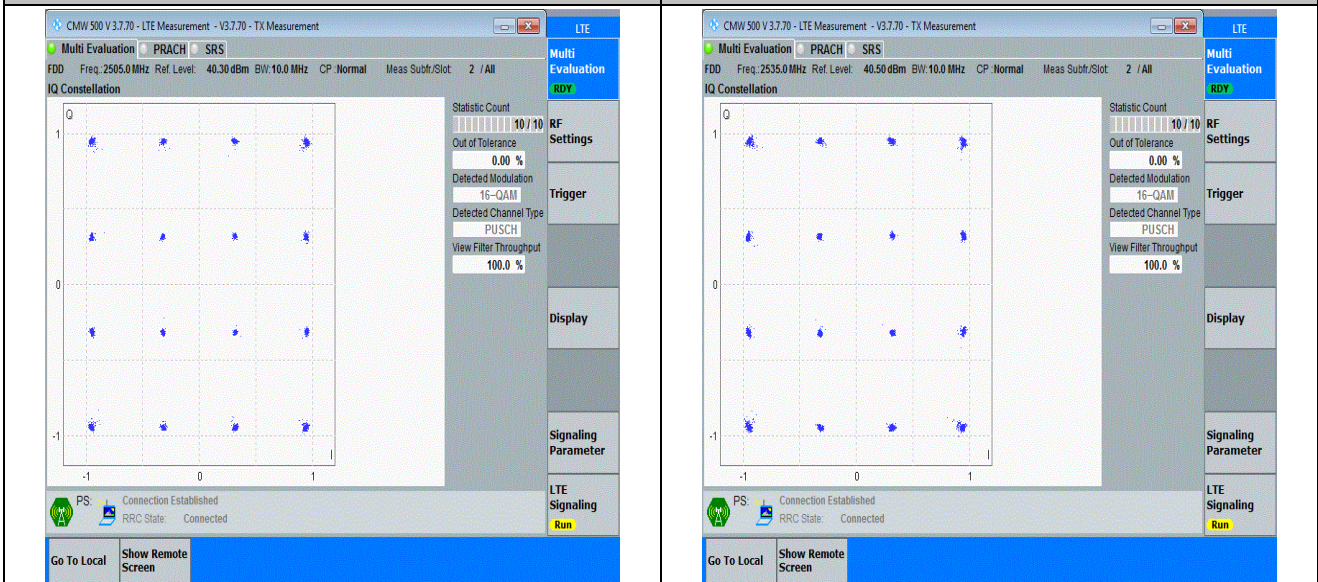 CMW 500 V 3.7.70 - LTE Measurement - V3.7.70 - TX Measurement
LTE
Multi Evaluation PRACH SRS
Multi
Evaluation
RDY
FDD Freq.:2505.0 MHz Ref. Level: 40.30 dBm BW:10.0 MHz CP :Normal Meas Subfr./Slot: 2 / All
IQ Constellation
Q
1
0
-1
-1 0 1
I
Statistic Count
10 / 10
Out of Tolerance
0.00 %
Detected Modulation
16-QAM
Detected Channel Type
PUSCH
View Filter Throughput
100.0 %
RF
Settings
Trigger
Display
Signaling
Parameter
LTE
Signaling
Run
PS: Connection Established
RRC State: Connected
Go To Local
Show Remote
Screen
CMW 500 V 3.7.70 - LTE Measurement - V3.7.70 - TX Measurement
LTE
Multi Evaluation PRACH SRS
Multi
Evaluation
RDY
FDD Freq.:2535.0 MHz Ref. Level: 40.50 dBm BW:10.0 MHz CP :Normal Meas Subfr./Slot: 2 / All
IQ Constellation
Q
1
0
-1
-1 0 1
I
Statistic Count
10 / 10
Out of Tolerance
0.00 %
Detected Modulation
16-QAM
Detected Channel Type
PUSCH
View Filter Throughput
100.0 %
RF
Settings
Trigger
Display
Signaling
Parameter
LTE
Signaling
Run
PS: Connection Established
RRC State: Connected
Go To Local
Show Remote
Screen